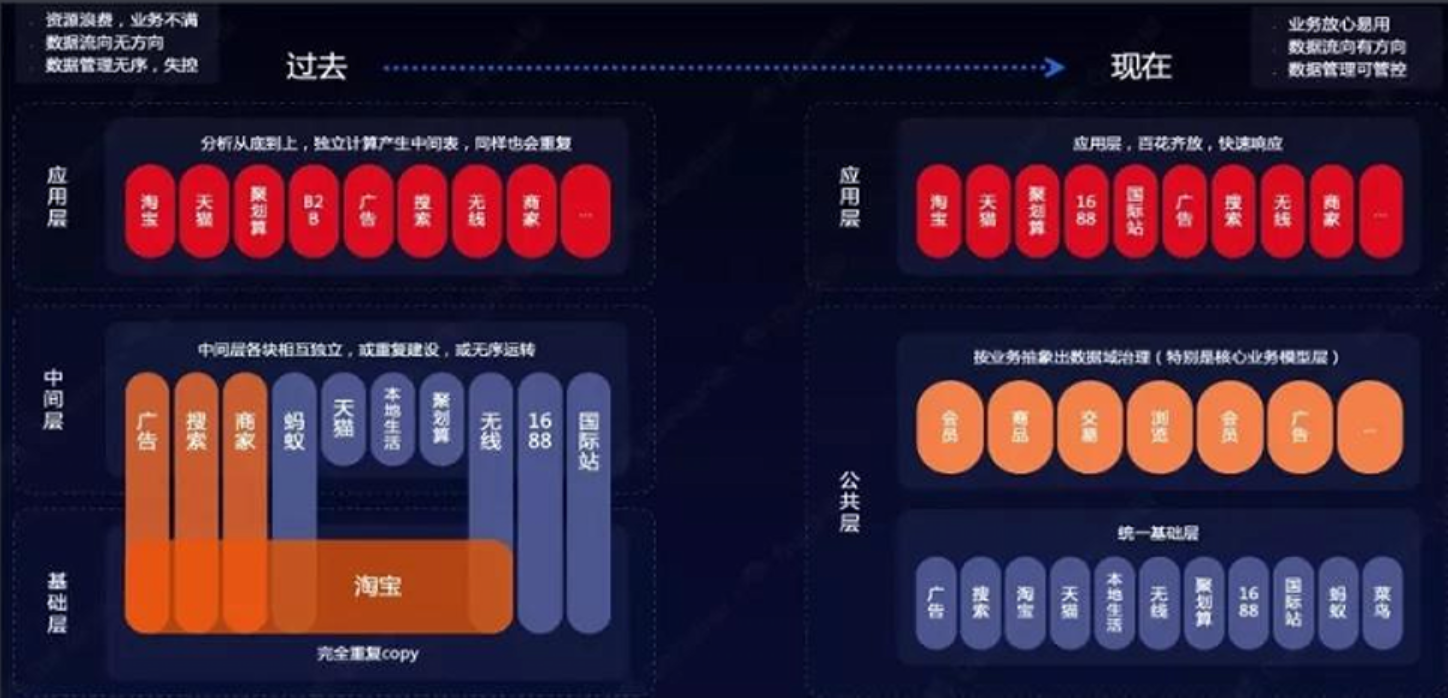 资源浪费，业务不满
数据流向无方向
数据管理无序，失控
过去
现在
业务放心易用
数据流向有方向
数据管理可管控
应用层
分析从底到上，独立计算产生中间表，同样也会重复
淘宝
天猫
聚划算
B2B
广告
搜索
无线
商家
...
中间层
中间层各块相互独立，或重复建设，或无序运转
广告
搜索
商家
蚂蚁
天猫
本地生活
聚划算
无线
1688
国际站
基础层
淘宝
完全重复copy
应用层
应用层，百花齐放，快速响应
淘宝
天猫
聚划算
1688
国际站
广告
搜索
无线
商家
...
公共层
按业务抽象出数据域治理（特别是核心业务模型层）
会员
商品
交易
浏览
会员
广告
...
统一基础层
广告
搜索
淘宝
天猫
本地生活
无线
聚划算
1688
国际站
蚂蚁
菜鸟